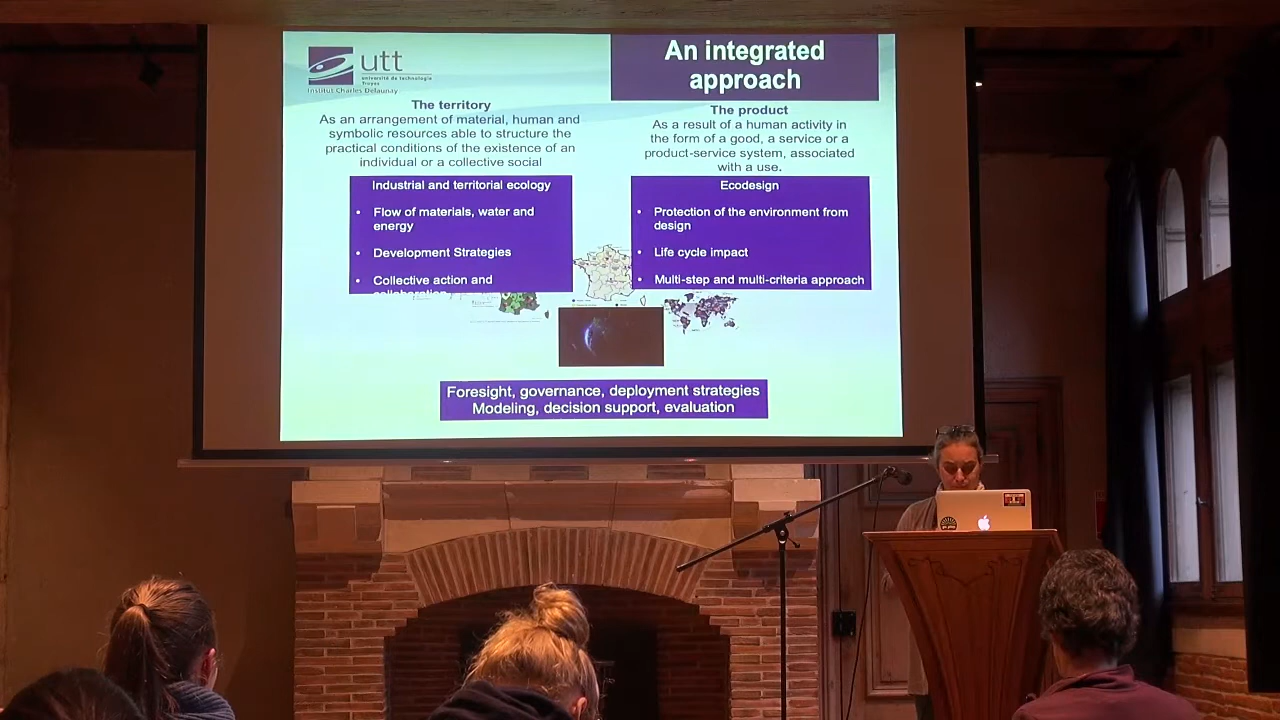 utt
université de technologie
Troyes
Institut Charles Delaunay
An integrated
approach
The territory
As an arrangement of material, human and
symbolic resources able to structure the
practical conditions of the existence of an
individual or a collective social
The product
As a result of a human activity in
the form of a good, a service or a
product-service system, associated
with a use.
Industrial and territorial ecology
• Flow of materials, water and
energy
• Development Strategies
• Collective action and
collaboration
Ecodesign
• Protection of the environment from
design
• Life cycle impact
• Multi-step and multi-criteria approach
Foresight, governance, deployment strategies
Modeling, decision support, evaluation